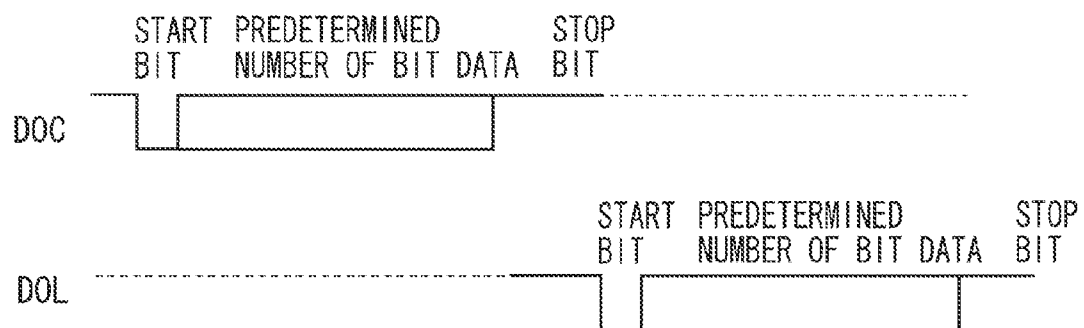 START PREDETERMINED STOP
BIT NUMBER OF BIT DATA BIT
DOC
START PREDETERMINED STOP
BIT NUMBER OF BIT DATA BIT
DOL